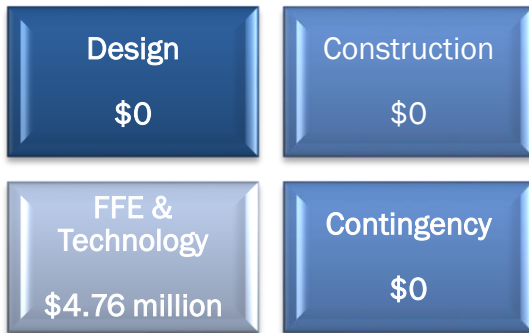 Design
$0
Construction
$0
FFE &
Technology
$4.76 million
Contingency
$0